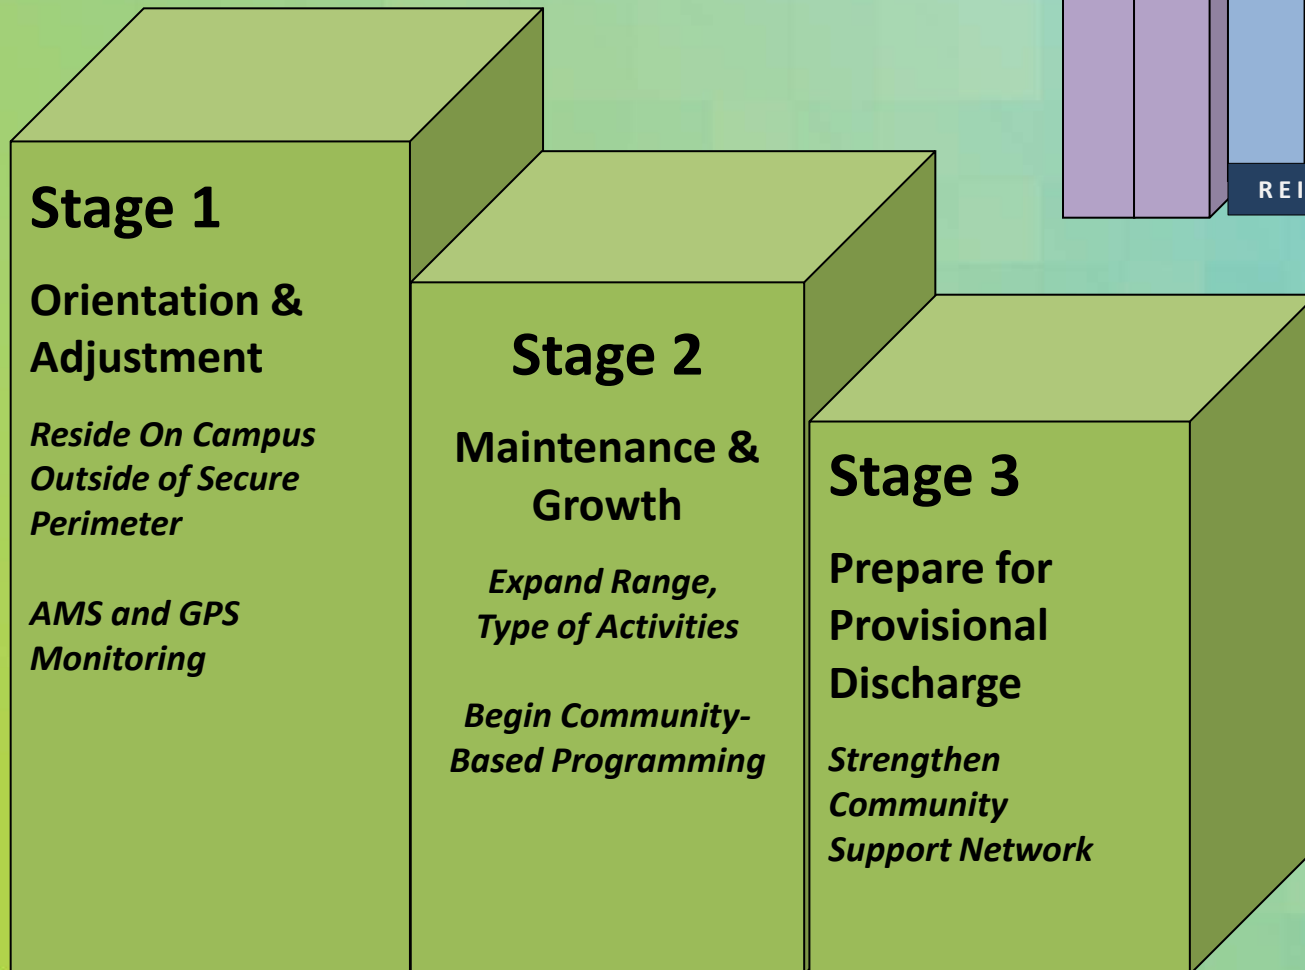 Stage 1
Orientation &
Adjustment
Reside On Campus
Outside of Secure
Perimeter
AMS and GPS
Monitoring
Stage 2
Maintenance &
Growth
Expand Range,
Type of Activities
Begin Community-
Based Programming
Stage 3
Prepare for
Provisional
Discharge
Strengthen
Community
Support Network